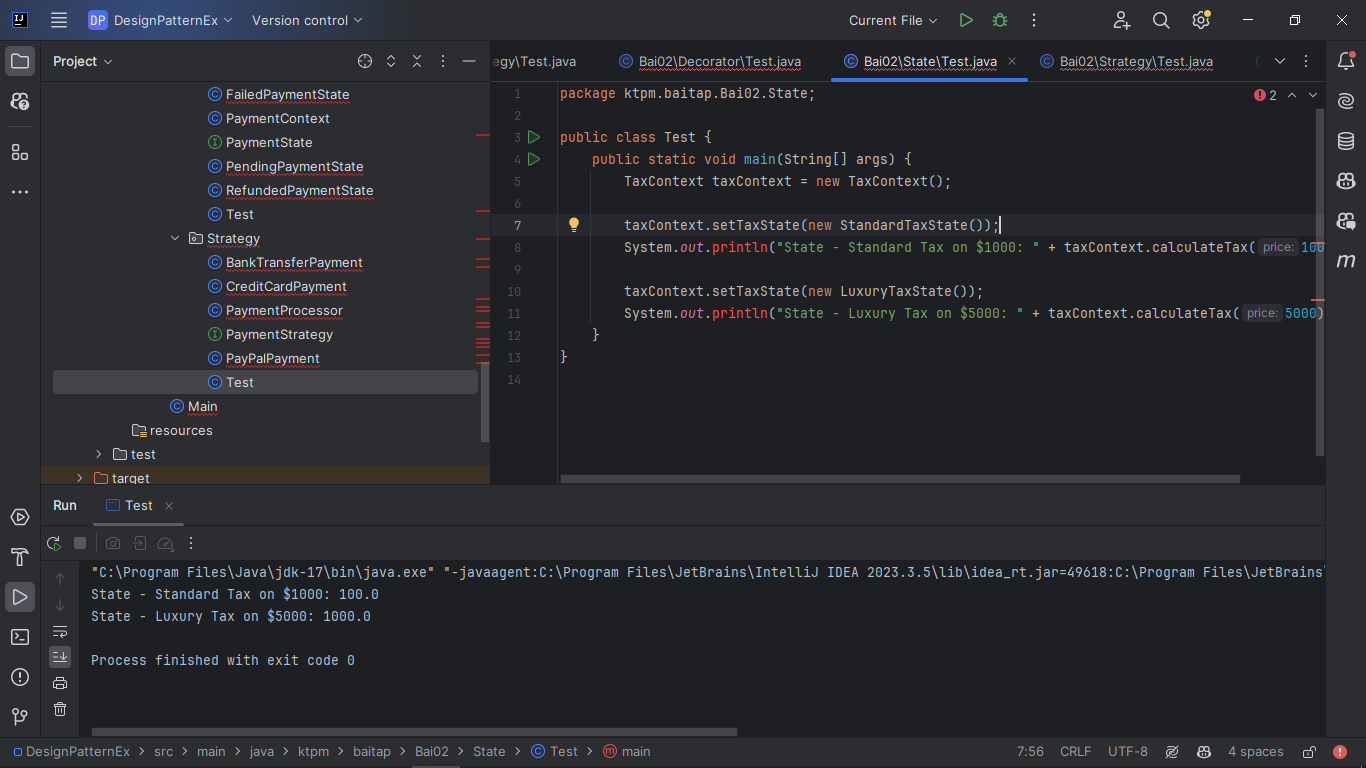 DP DesignPatternEx Version control Current File
Project
egy\Test.java Bai02\Decorator\Test.java Bai02\State\Test.java Bai02\Strategy\Test.java
FailedPaymentState
PaymentContext
PaymentState
PendingPaymentState
RefundedPaymentState
Test
Strategy
BankTransferPayment
CreditCardPayment
PaymentProcessor
PaymentStrategy
PayPalPayment
Test
Main
resources
test
target
2
1 package ktpm.baitap.Bai02.State;
2
3 public class Test {
4 public static void main(String[] args) {
5 TaxContext taxContext = new TaxContext();
6
7 taxContext.setTaxState(new StandardTaxState());
8 System.out.println("State - Standard Tax on $1000: " + taxContext.calculateTax( price: 100
9
10 taxContext.setTaxState(new LuxuryTaxState());
11 System.out.println("State - Luxury Tax on $5000: " + taxContext.calculateTax( price: 5000)
12 }
13 }
14
Run Test
"C:\Program Files\Java\jdk-17\bin\java.exe" "-javaagent:C:\Program Files\JetBrains\IntelliJ IDEA 2023.3.5\lib\idea_rt.jar=49618:C:\Program Files\JetBrains\
State - Standard Tax on $1000: 100.0
State - Luxury Tax on $5000: 1000.0
Process finished with exit code 0
DesignPatternEx > src > main > java > ktpm > baitap > Bai02 > State > Test > main 7:56 CRLF UTF-8 4 spaces